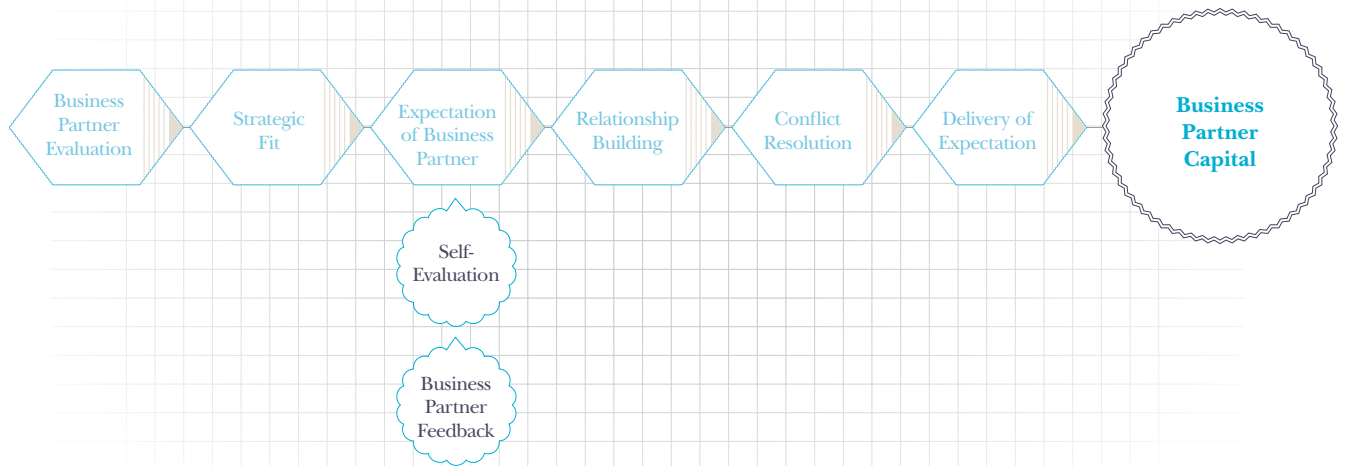 Business
Partner
Evaluation
Strategic
Fit
Expectation
of Business
Partner
Relationship
Building
Conflict
Resolution
Delivery of
Expectation
Business
Partner
Capital
Self-
Evaluation
Business
Partner
Feedback